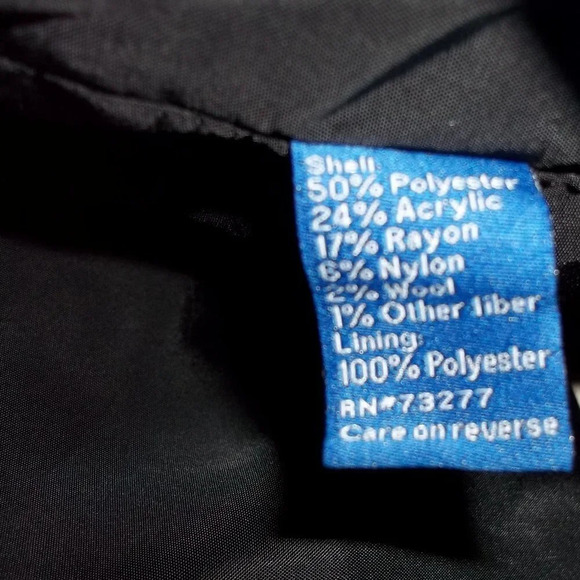 Shell
50% Polyester
24% Acrylic
17% Rayon
6% Nylon
2% Wool
1% Other fiber
Lining:
100% Polyester
RN#73277
Care on reverse